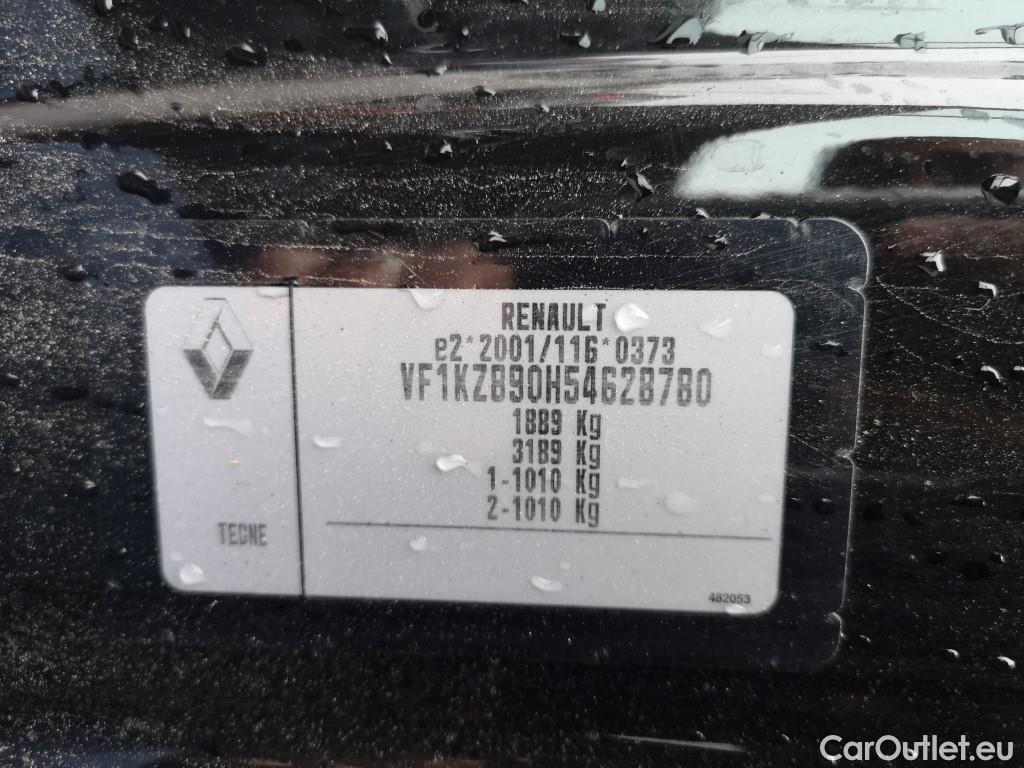 RENAULT
e2*2001/116*0373
VF1KZ890H54628780
1889 Kg
3189 Kg
1-1010 Kg
2-1010 Kg
TECNE
482053
CarOutlet.eu